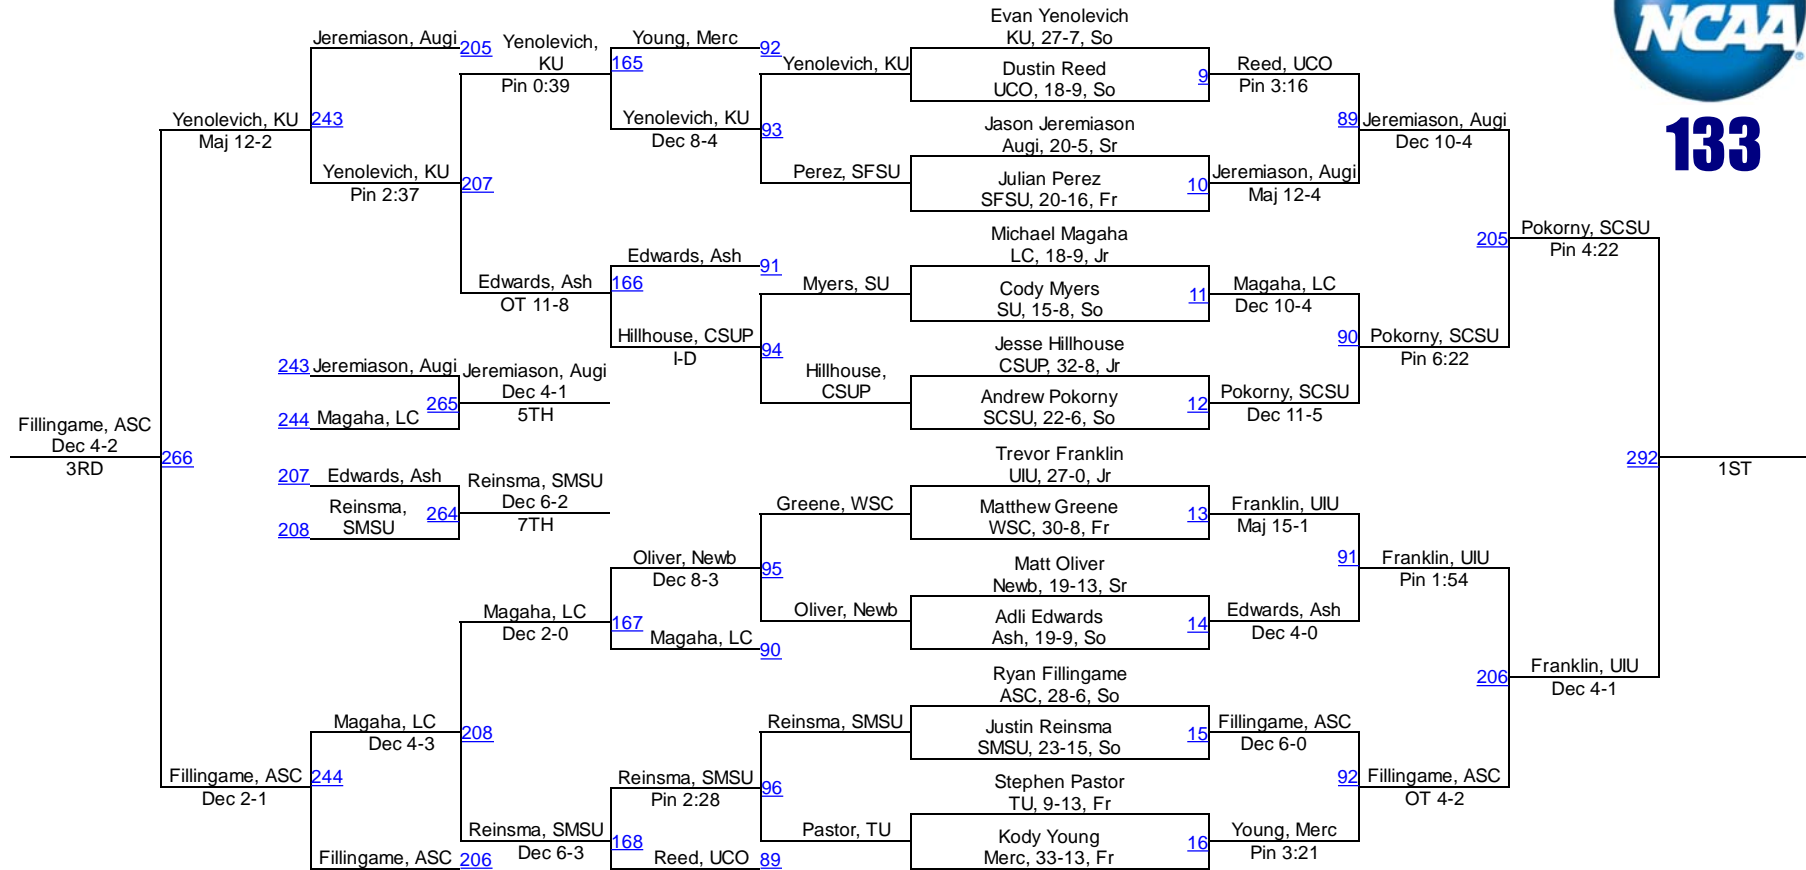 Evan Yenolevich
KU, 27-7, So
NCAA
Jeremiason, Augi
205
Yenolevich,
KU
Pin 0:39
Young, Merc
92
165
Yenolevich, KU
Dustin Reed
UCO, 18-9, So
9
Reed, UCO
Pin 3:16
Yenolevich, KU
Maj 12-2
243
Yenolevich, KU
Dec 8-4
93
Jason Jeremiason
Augi, 20-5, Sr
89
Jeremiason, Augi
Dec 10-4
133
Yenolevich, KU
Pin 2:37
207
Perez, SFSU
Julian Perez
SFSU, 20-16, Fr
10
Jeremiason, Augi
Maj 12-4
Michael Magaha
LC, 18-9, Jr
205
Pokorny, SCSU
Pin 4:22
Edwards, Ash
91
Edwards, Ash
OT 11-8
166
Myers, SU
Cody Myers
SU, 15-8, So
11
Magaha, LC
Dec 10-4
Hillhouse, CSUP
I-D
94
Jesse Hillhouse
CSUP, 32-8, Jr
90
Pokorny, SCSU
Pin 6:22
243
Jeremiason, Augi
Jeremiason, Augi
Dec 4-1
5TH
Hillhouse,
CSUP
265
244
Magaha, LC
Andrew Pokorny
SCSU, 22-6, So
12
Pokorny, SCSU
Dec 11-5
Fillingame, ASC
Dec 4-2
3RD
266
Trevor Franklin
UIU, 27-0, Jr
292
1ST
207
Edwards, Ash
Reinsma, SMSU
Dec 6-2
7TH
Reinsma,
SMSU
264
208
Greene, WSC
Matthew Greene
WSC, 30-8, Fr
13
Franklin, UIU
Maj 15-1
Oliver, Newb
Dec 8-3
95
Matt Oliver
Newb, 19-13, Sr
91
Franklin, UIU
Pin 1:54
Magaha, LC
Dec 2-0
167
Oliver, Newb
Adli Edwards
Ash, 19-9, So
14
Edwards, Ash
Dec 4-0
Magaha, LC
90
Ryan Fillingame
ASC, 28-6, So
206
Franklin, UIU
Dec 4-1
Magaha, LC
Dec 4-3
208
Reinsma, SMSU
Justin Reinsma
SMSU, 23-15, So
15
Fillingame, ASC
Dec 6-0
Fillingame, ASC
Dec 2-1
244
Reinsma, SMSU
Pin 2:28
96
Stephen Pastor
TU, 9-13, Fr
92
Fillingame, ASC
OT 4-2
Reinsma, SMSU
Dec 6-3
168
Pastor, TU
Kody Young
Merc, 33-13, Fr
16
Young, Merc
Pin 3:21
Fillingame, ASC
206
Reed, UCO
89